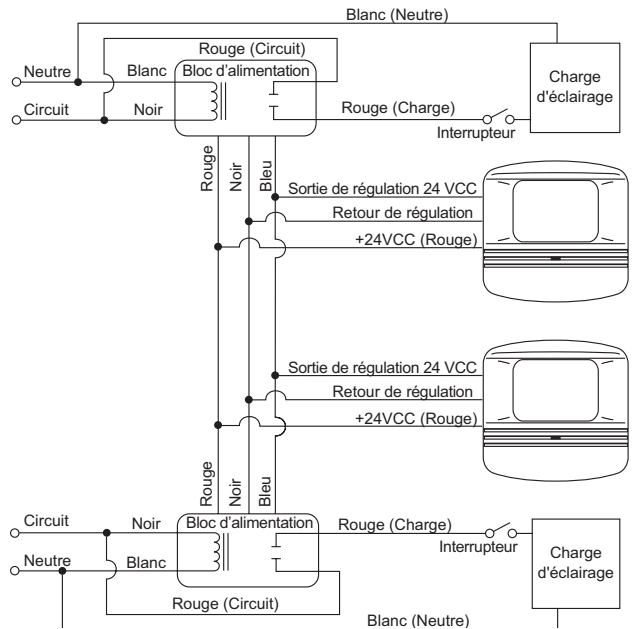 Blanc (Neutre)
Rouge (Circuit)
Neutre
Blanc
Bloc d'alimentation
Charge
d'éclairage
Circuit
Noir
Rouge (Charge)
Interrupteur
Rouge
Noir
Bleu
Sortie de régulation 24 VCC
Retour de régulation
+24VCC (Rouge)
Sortie de régulation 24 VCC
Retour de régulation
+24VCC (Rouge)
Rouge
Noir
Bleu
Circuit
Noir
Bloc d'alimentation
Rouge (Charge)
Interrupteur
Charge
d'éclairage
Neutre
Blanc
Rouge (Circuit)
Blanc (Neutre)